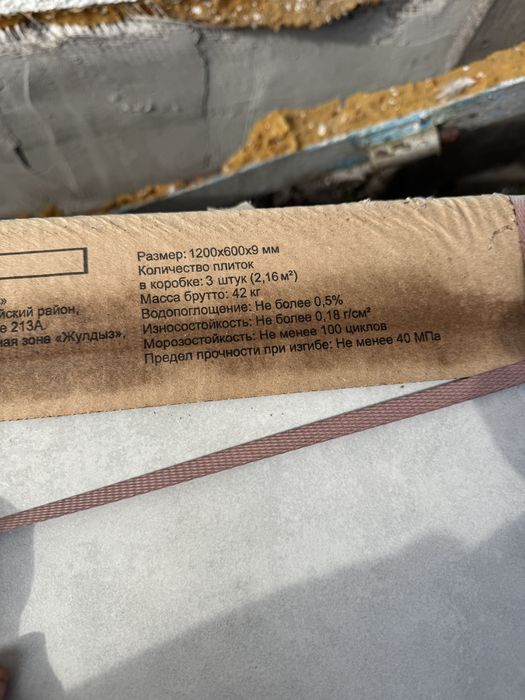 »
йский район,
е 213А.
ная зона «Жулдыз»,
Размер: 1200х600х9 мм
Количество плиток
в коробке: 3 штук (2,16 м²)
Масса брутто: 42 кг
Водопоглощение: Не более 0,5%
Износостойкость: Не более 0,18 г/см²
Морозостойкость: Не менее 100 циклов
Предел прочности при изгибе: Не менее 40 МПа